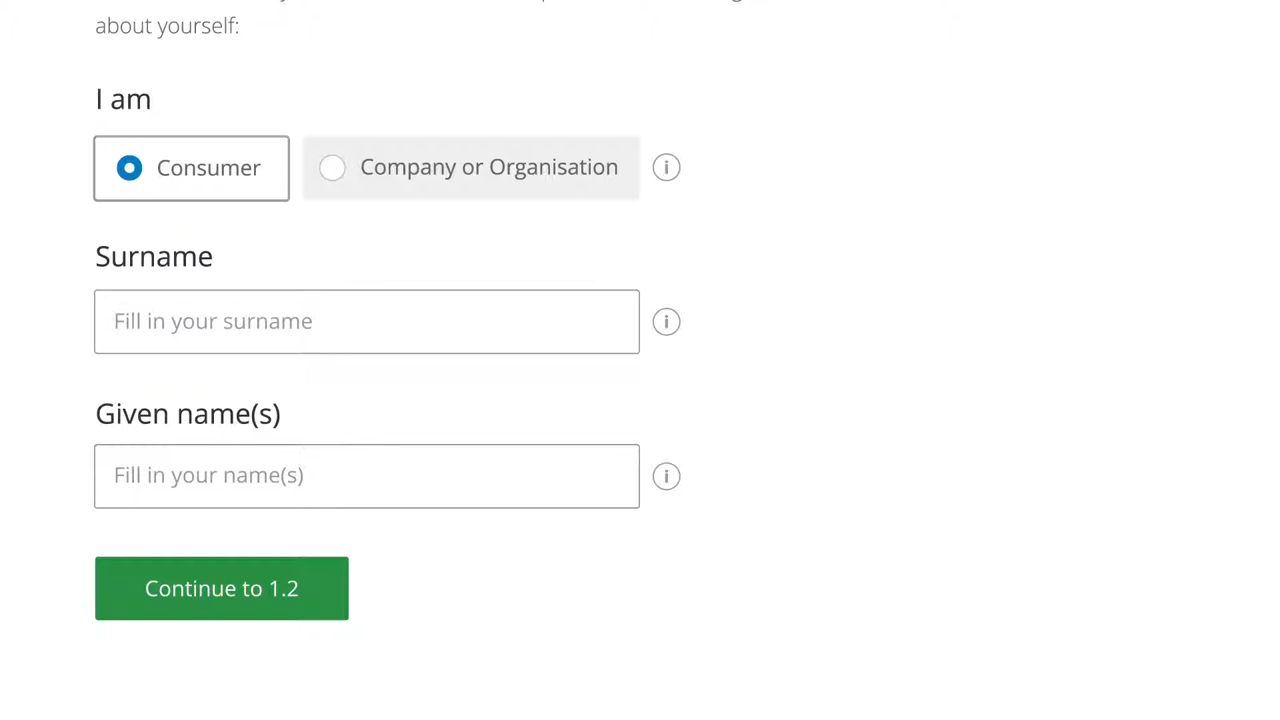 about yourself:
I am
Consumer
Company or Organisation
Surname
Fill in your surname
Given name(s)
Fill in your name(s)
Continue to 1.2